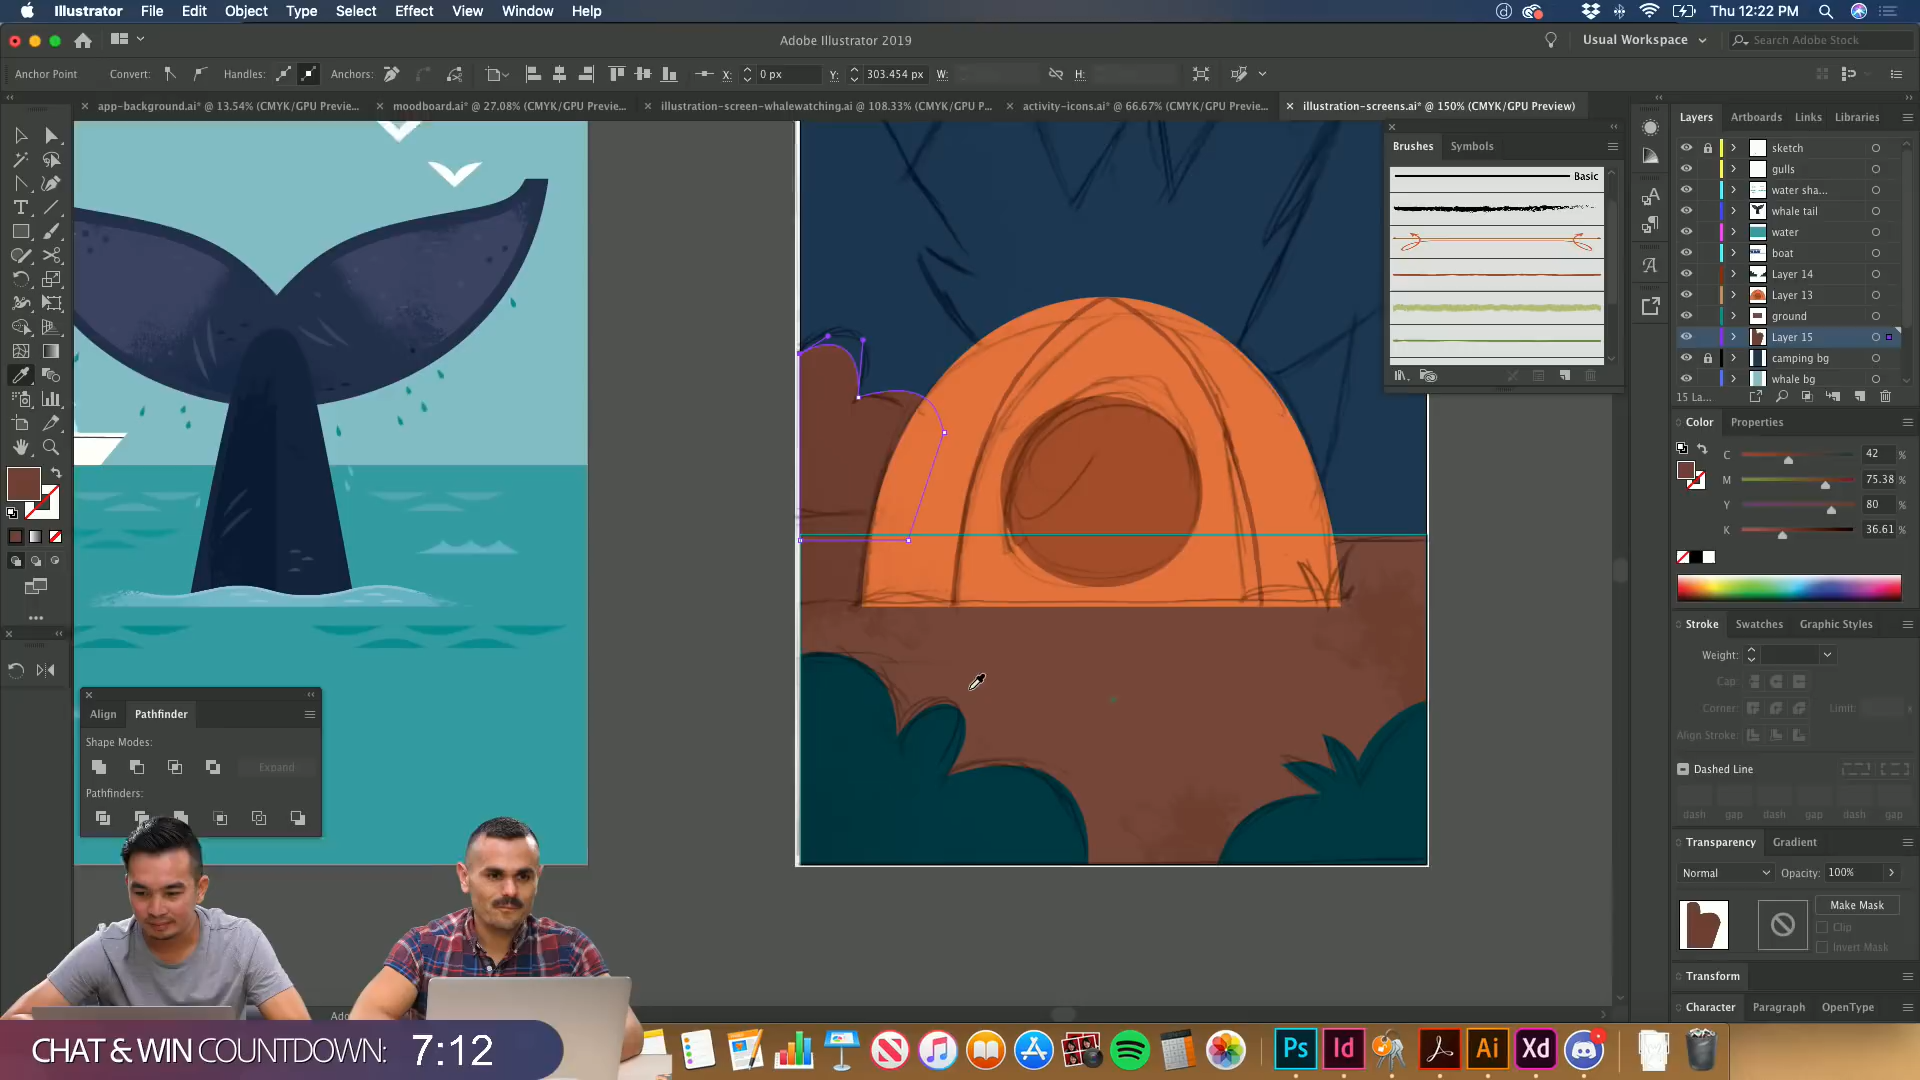 Illustrator File Edit Object Type Select Effect View Window Help
Thu 12:22 PM
Adobe Illustrator 2019
Usual Workspace
Search Adobe Stock
Anchor Point Convert: Handles: Anchors:
X: 0 px Y: 303.454 px W: H:
app-background.ai* @ 13.54% (CMYK/GPU Previe...
moodboard.ai* @ 27.08% (CMYK/GPU Previe...
illustration-screen-whalewatching.ai @ 108.33% (CMYK/GPU P...
activity-icons.ai* @ 66.67% (CMYK/GPU Previe...
illustration-screens.ai* @ 150% (CMYK/GPU Preview)
Brushes Symbols
Basic
Layers Artboards Links Libraries
sketch
gulls
water sha...
whale tail
water
boat
Layer 14
Layer 13
ground
Layer 15
camping bg
whale bg
15 La...
Color Properties
C 42 %
M 75.38 %
Y 80 %
K 36.61 %
Stroke Swatches Graphic Styles
Weight:
Cap:
Corner: Limit:
Align Stroke:
Dashed Line
dash gap dash gap dash gap
Transparency Gradient
Normal Opacity: 100%
Make Mask
Clip
Invert Mask
Transform
Character Paragraph OpenType
Align Pathfinder
Shape Modes:
Expand
Pathfinders:
CHAT & WIN COUNTDOWN: 7:12
Ps Id Ai Xd